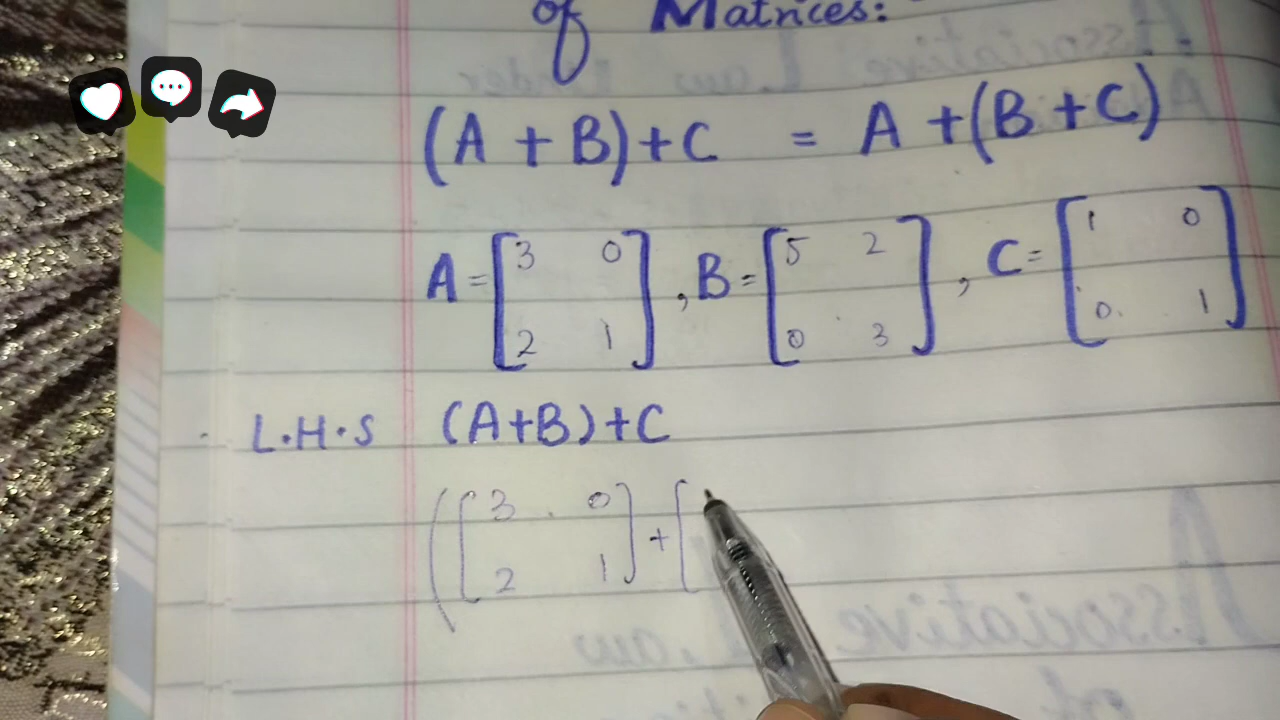 of Matrices:
(A + B) + C = A + (B + C)
A = [3 0 2 1], B = [5 2 0 3], C = [1 0 0 1]
L.H.S (A+B)+C
([3 0 2 1] + [